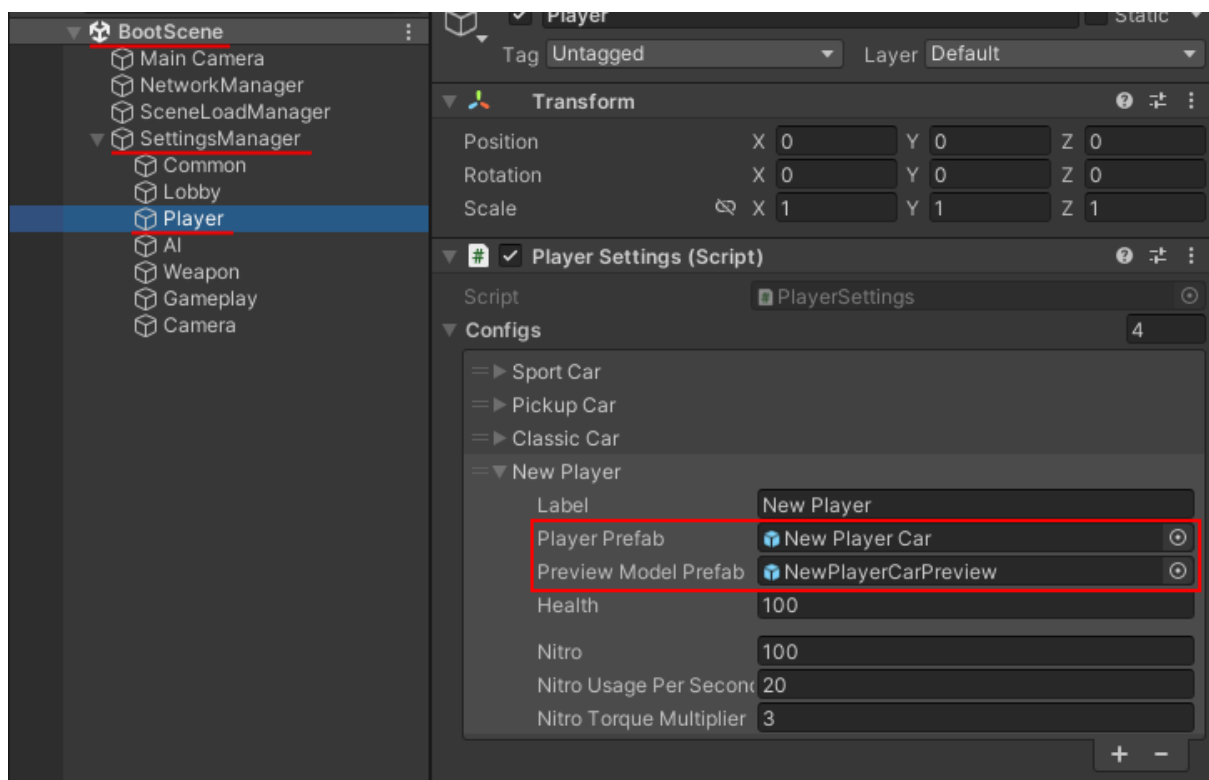 BootScene
Main Camera
NetworkManager
SceneLoadManager
SettingsManager
Common
Lobby
Player
AI
Weapon
Gameplay
Camera
Player Static
Tag Untagged Layer Default
Transform
Position X 0 Y 0 Z 0
Rotation X 0 Y 0 Z 0
Scale X 1 Y 1 Z 1
# Player Settings (Script)
Script # PlayerSettings
Configs 4
Sport Car
Pickup Car
Classic Car
New Player
Label New Player
Player Prefab New Player Car
Preview Model Prefab NewPlayerCarPreview
Health 100
Nitro 100
Nitro Usage Per Second 20
Nitro Torque Multiplier 3
+ −